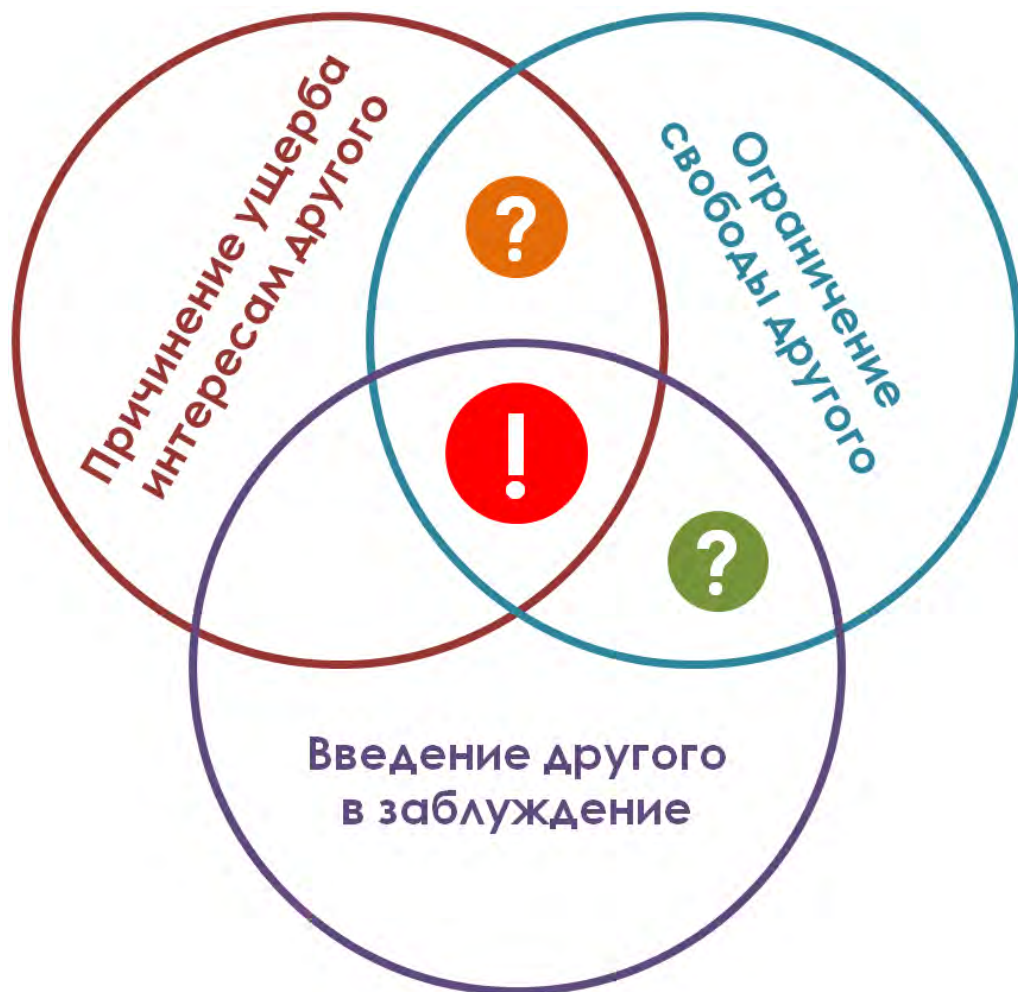 Причинение ущерба
интересам другого
Ограничение
свободы другого
?
!
?
Введение другого
в заблуждение